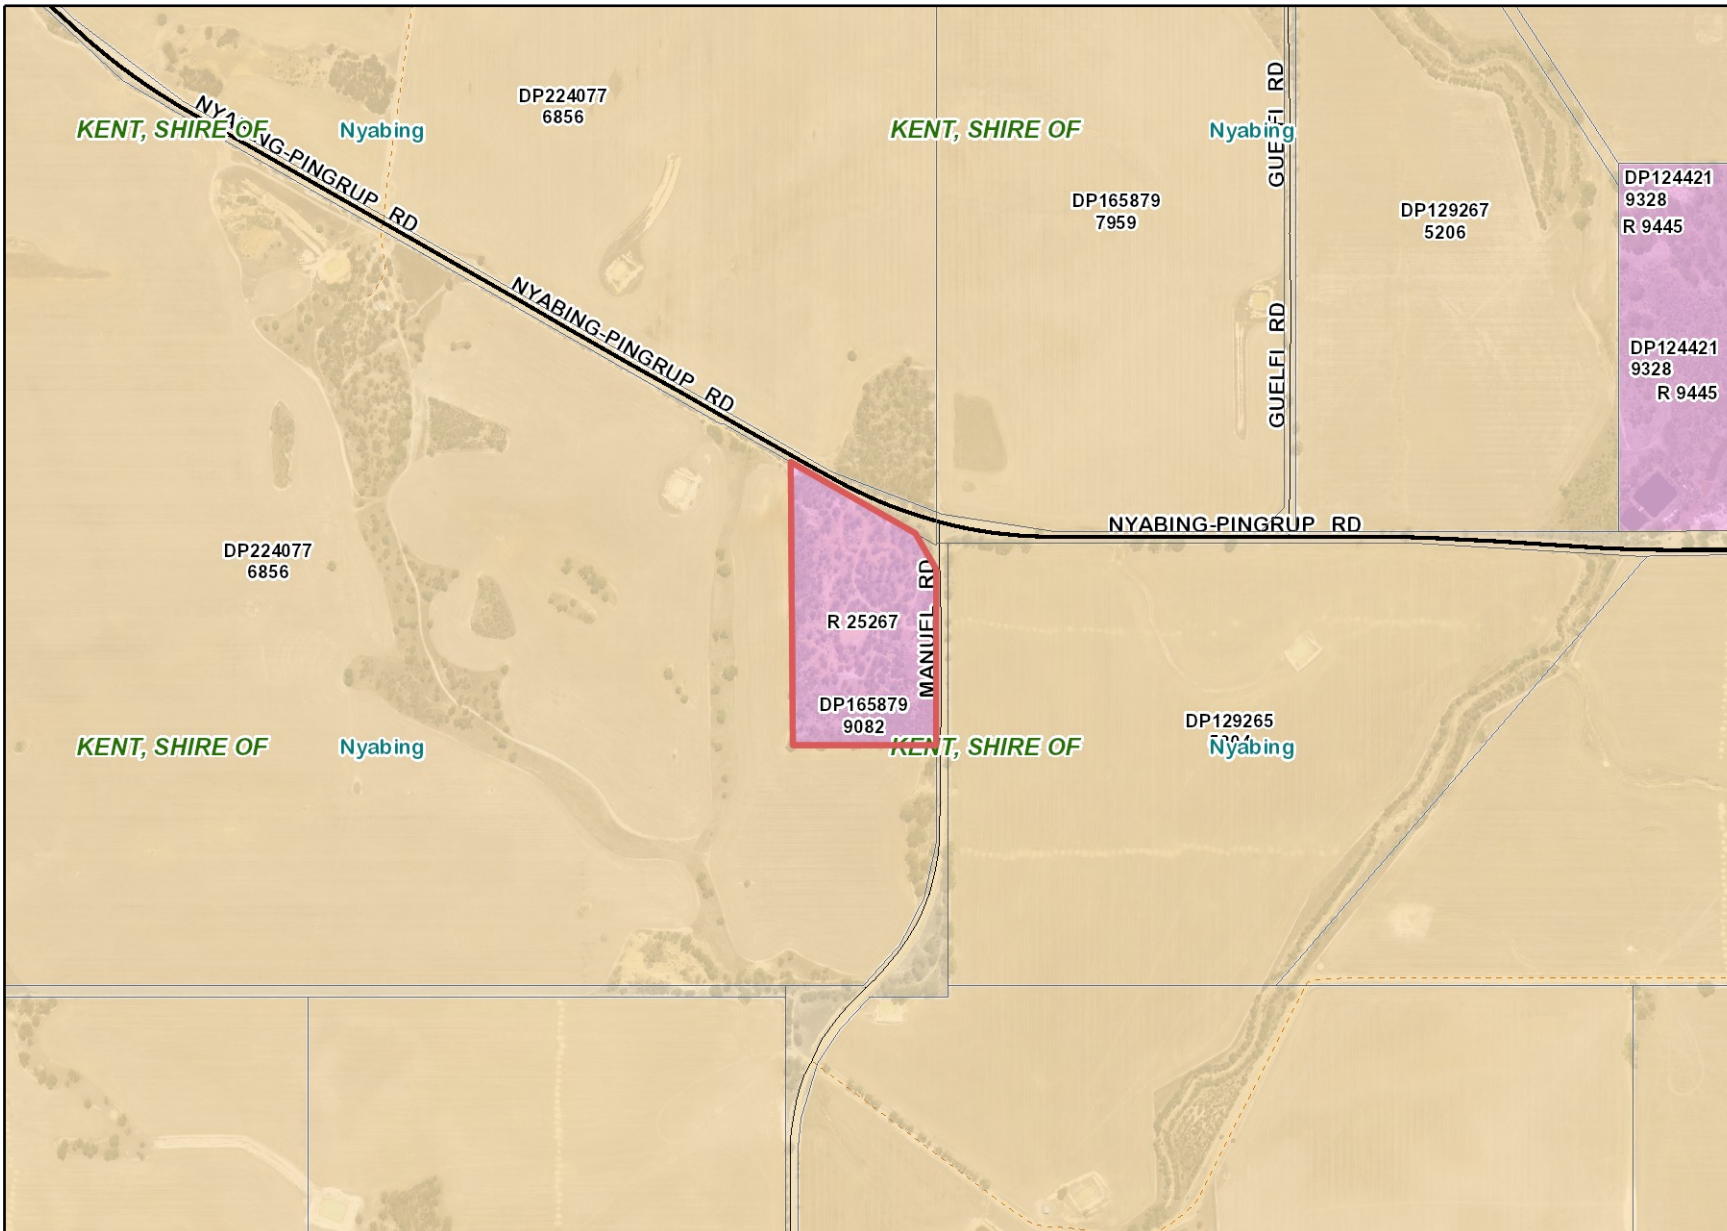 DP224077
6856
KENT, SHIRE OF
Nyabing
KENT, SHIRE OF
Nyabing
NYABING-PINGRUP RD
GUELFI RD
DP165879
7959
DP129267
5206
DP124421
9328
R 9445
NYABING-PINGRUP RD
GUELFI RD
DP124421
9328
R 9445
NYABING-PINGRUP RD
DP224077
6856
R 25267
MANUEL RD
DP165879
9082
DP129265
KENT, SHIRE OF
Nyabing
KENT, SHIRE OF
Nyabing